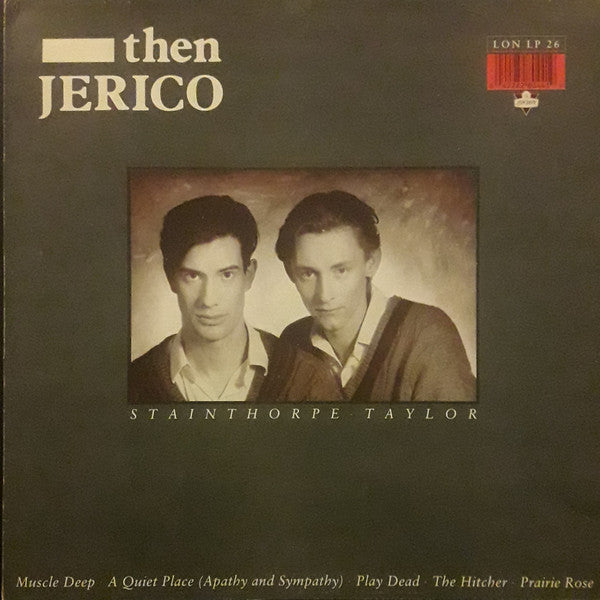 then
JERICO
LON LP 26
STAINTHORPE · TAYLOR
Muscle Deep · A Quiet Place (Apathy and Sympathy) · Play Dead · The Hitcher · Prairie Rose